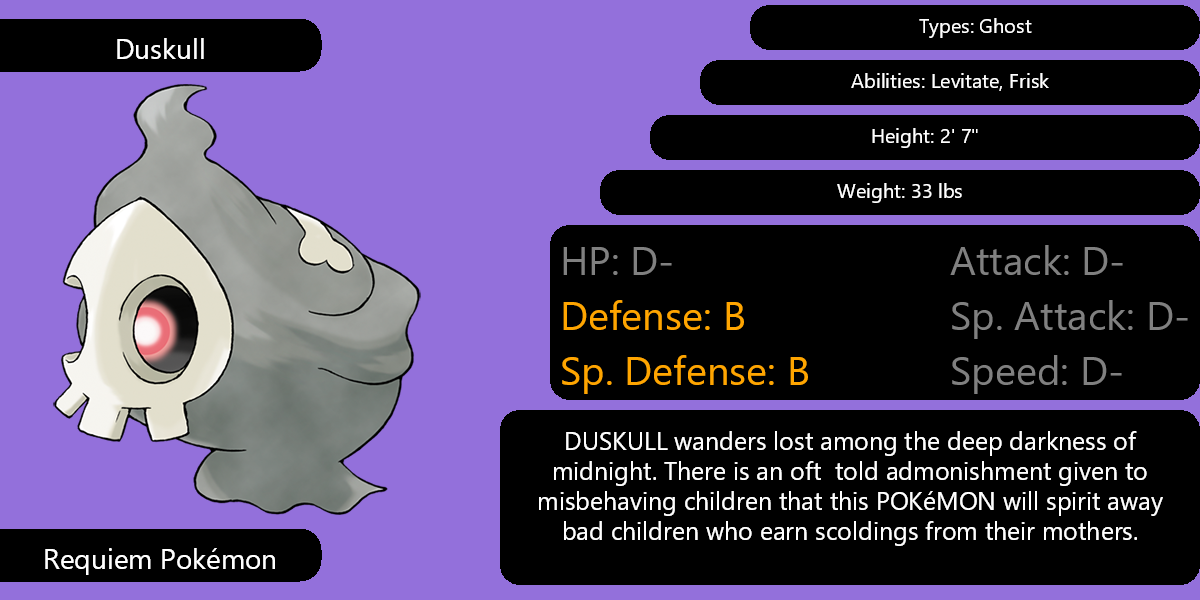 Duskull
Types: Ghost
Abilities: Levitate, Frisk
Height: 2' 7"
Weight: 33 lbs
HP: D-
Attack: D-
Defense: B
Sp. Attack: D-
Sp. Defense: B
Speed: D-
DUSKULL wanders lost among the deep darkness of
midnight. There is an oft  told admonishment given to
misbehaving children that this POKéMON will spirit away
bad children who earn scoldings from their mothers.
Requiem Pokémon